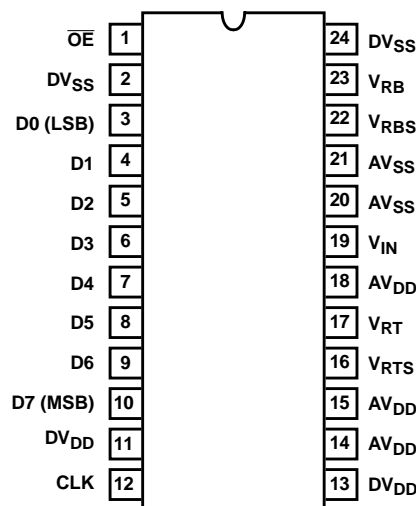 OE 1 24 DVSS
DVSS 2 23 VRB
D0 (LSB) 3 22 VRBS
D1 4 21 AVSS
D2 5 20 AVSS
D3 6 19 VIN
D4 7 18 AVDD
D5 8 17 VRT
D6 9 16 VRTS
D7 (MSB) 10 15 AVDD
DVDD 11 14 AVDD
CLK 12 13 DVDD